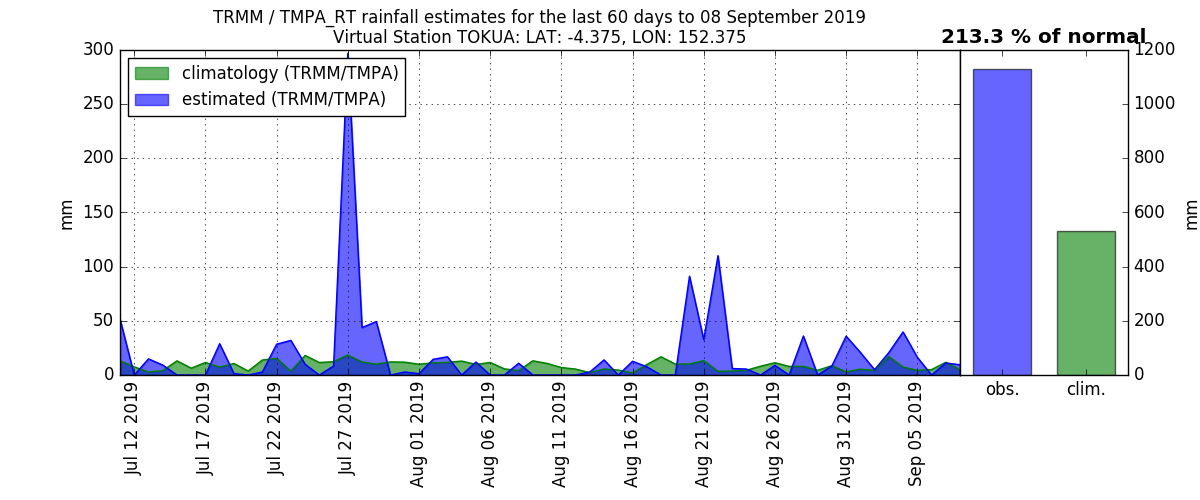 TRMM / TMPA_RT rainfall estimates for the last 60 days to 08 September 2019
Virtual Station TOKUA: LAT: -4.375, LON: 152.375
213.3 % of normal
climatology (TRMM/TMPA)
estimated (TRMM/TMPA)
mm
300
250
200
150
100
50
0
Jul 12 2019
Jul 17 2019
Jul 22 2019
Jul 27 2019
Aug 01 2019
Aug 06 2019
Aug 11 2019
Aug 16 2019
Aug 21 2019
Aug 26 2019
Aug 31 2019
Sep 05 2019
obs.
clim.
1200
1000
800
600
400
200
0
mm